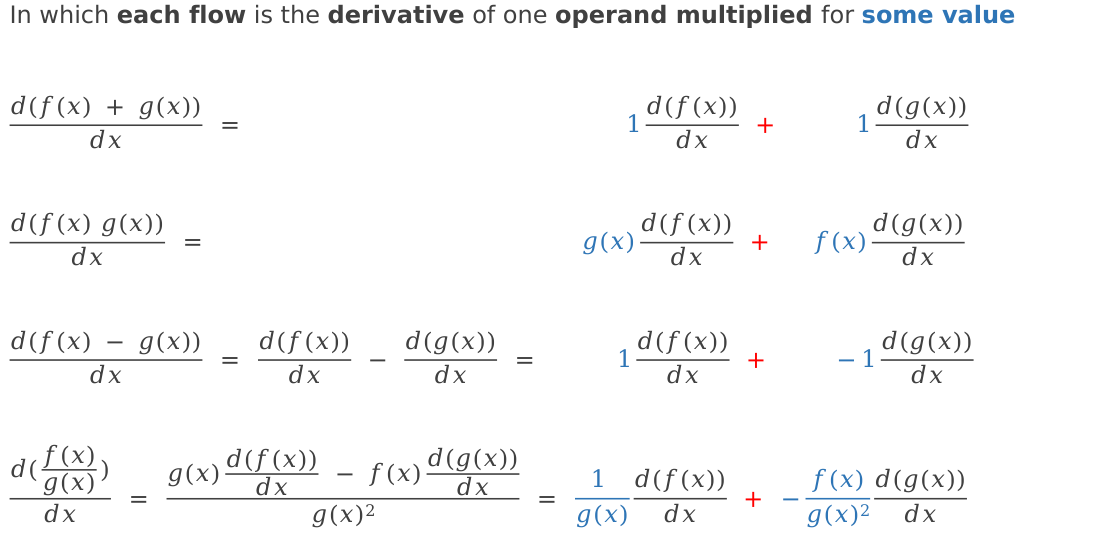 In which each flow is the derivative of one operand multiplied for some value
d(f(x) + g(x))/dx = 1 d(f(x))/dx + 1 d(g(x))/dx
d(f(x) g(x))/dx = g(x) d(f(x))/dx + f(x) d(g(x))/dx
d(f(x) − g(x))/dx = d(f(x))/dx − d(g(x))/dx = 1 d(f(x))/dx + −1 d(g(x))/dx
d(f(x)/g(x))/dx = (g(x) d(f(x))/dx − f(x) d(g(x))/dx)/g(x)² = 1/g(x) d(f(x))/dx + −f(x)/g(x)² d(g(x))/dx